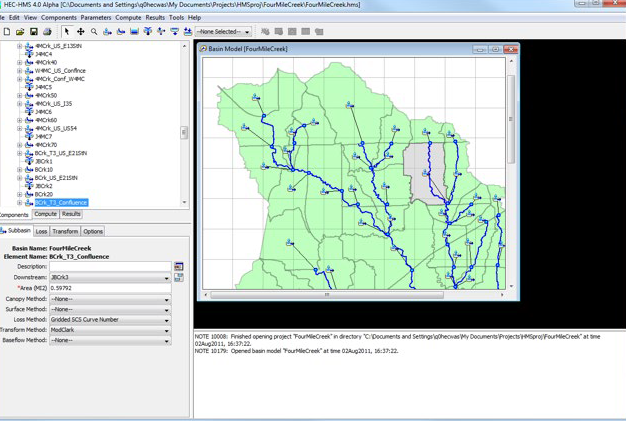 HEC-HMS 4.0 Alpha [C:\Documents and Settings\q0hecwas\My Documents\Projects\HMSproj\FourMileCreek\FourMileCreek.hms]
File Edit View Components Parameters Compute Results Tools Help
--None Selected--
4MCrk_US_E13StN
J4MC4
4MCrk40
W4MC_US_Conflnce
4MCrk_Conf_W4MC
J4MC5
4MCrk50
4MCrk_US_I35
J4MC6
4MCrk60
4MCrk_US_US54
J4MC7
4MCrk70
BCrk_T3_US_E21StN
JBCrk1
BCrk10
BCrk_US_E21StN
JBCrk2
BCrk20
BCrk_T3_Confluence
Components Compute Results
Basin Model [FourMileCreek]
Subbasin Loss Transform Options
Basin Name: FourMileCreek
Element Name: BCrk_T3_Confluence
Description:
Downstream: JBCrk3
*Area (MI2) 0.59792
Canopy Method: --None--
Surface Method: --None--
Loss Method: Gridded SCS Curve Number
Transform Method: ModClark
Baseflow Method: --None--
NOTE 10008: Finished opening project "FourMileCreek" in directory "C:\Documents and Settings\q0hecwas\My Documents\Projects\HMSproj\FourMileCreek" at time
02Aug2011, 16:37:22.
NOTE 10179: Opened basin model "FourMileCreek" at time 02Aug2011, 16:37:22.